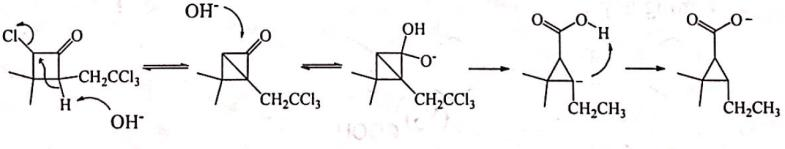 OH⁻
Cl O CH₂CCl₃ H OH⁻
O CH₂CCl₃
OH O⁻ CH₂CCl₃
O O H - CH₂CH₃
O O⁻ CH₂CH₃